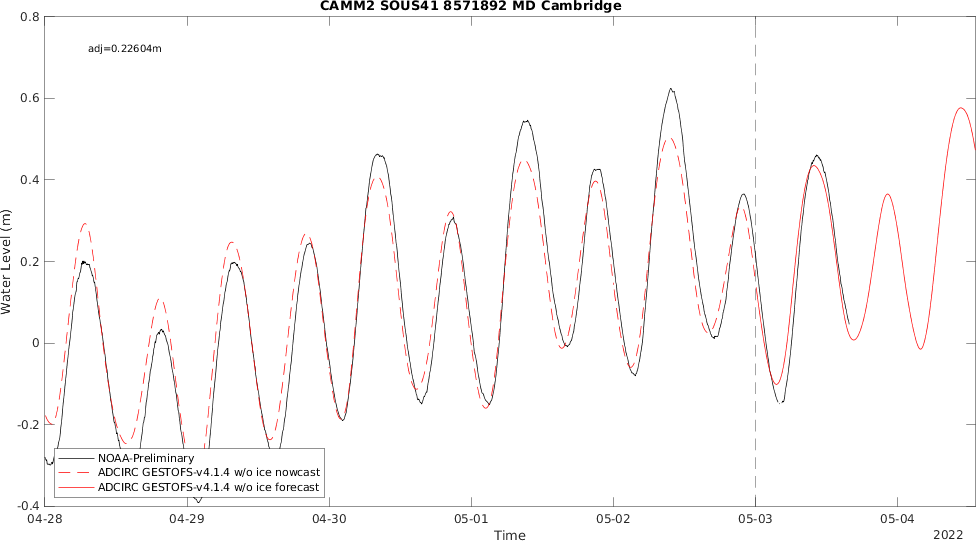 CAMM2 SOUS41 8571892 MD Cambridge
0.8
adj=0.22604m
0.6
0.4
0.2
0
-0.2
-0.4
Water Level (m)
NOAA-Preliminary
ADCIRC GESTOFS-v4.1.4 w/o ice nowcast
ADCIRC GESTOFS-v4.1.4 w/o ice forecast
04-28 04-29 04-30 05-01 05-02 05-03 05-04
Time
2022